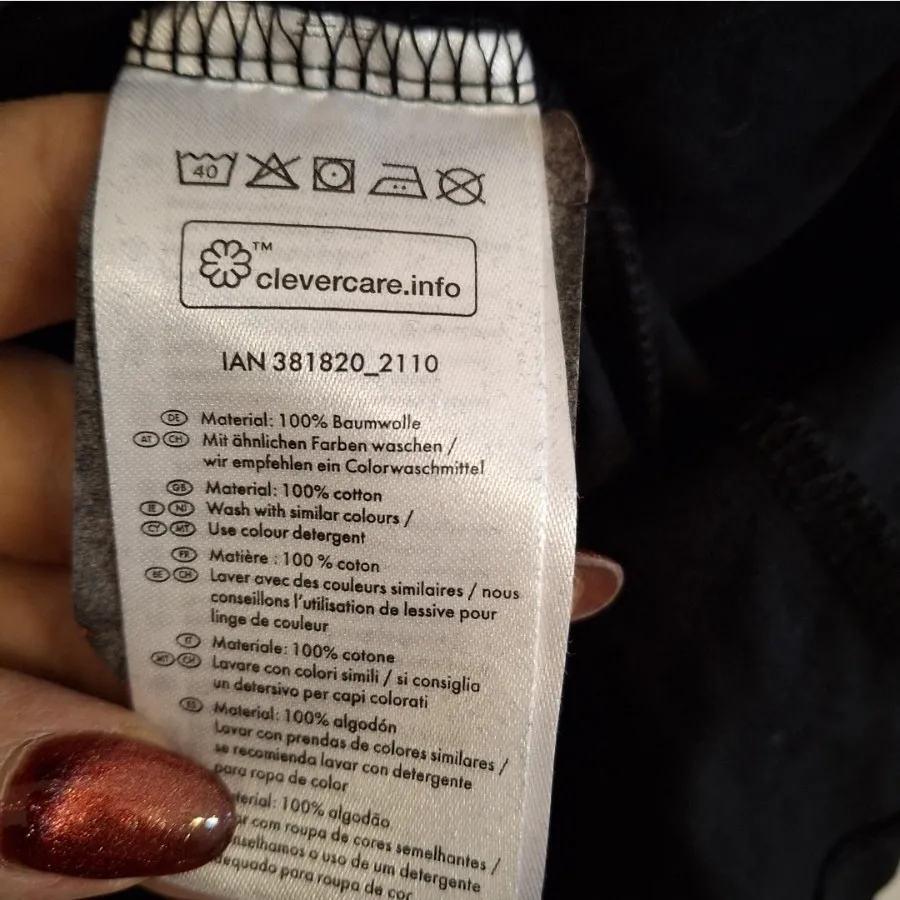 40
TM
clevercare.info
IAN 381820_2110
DE Material: 100% Baumwolle
AT CH Mit ähnlichen Farben waschen /
wir empfehlen ein Colorwaschmittel
GB Material: 100% cotton
IE NI Wash with similar colours /
CY MT Use colour detergent
FR Matière : 100 % coton
BE CH Laver avec des couleurs similaires / nous
conseillons l'utilisation de lessive pour
linge de couleur
IT Materiale: 100% cotone
MT CH Lavare con colori simili / si consiglia
un detersivo per capi colorati
ES Material: 100% algodón
Lavar con prendas de colores similares /
se recomienda lavar con detergente
para ropa de color
terial: 100% algodão
ar com roupa de cores semelhantes /
nselhamos o uso de um detergente
dequado para roupa de cor